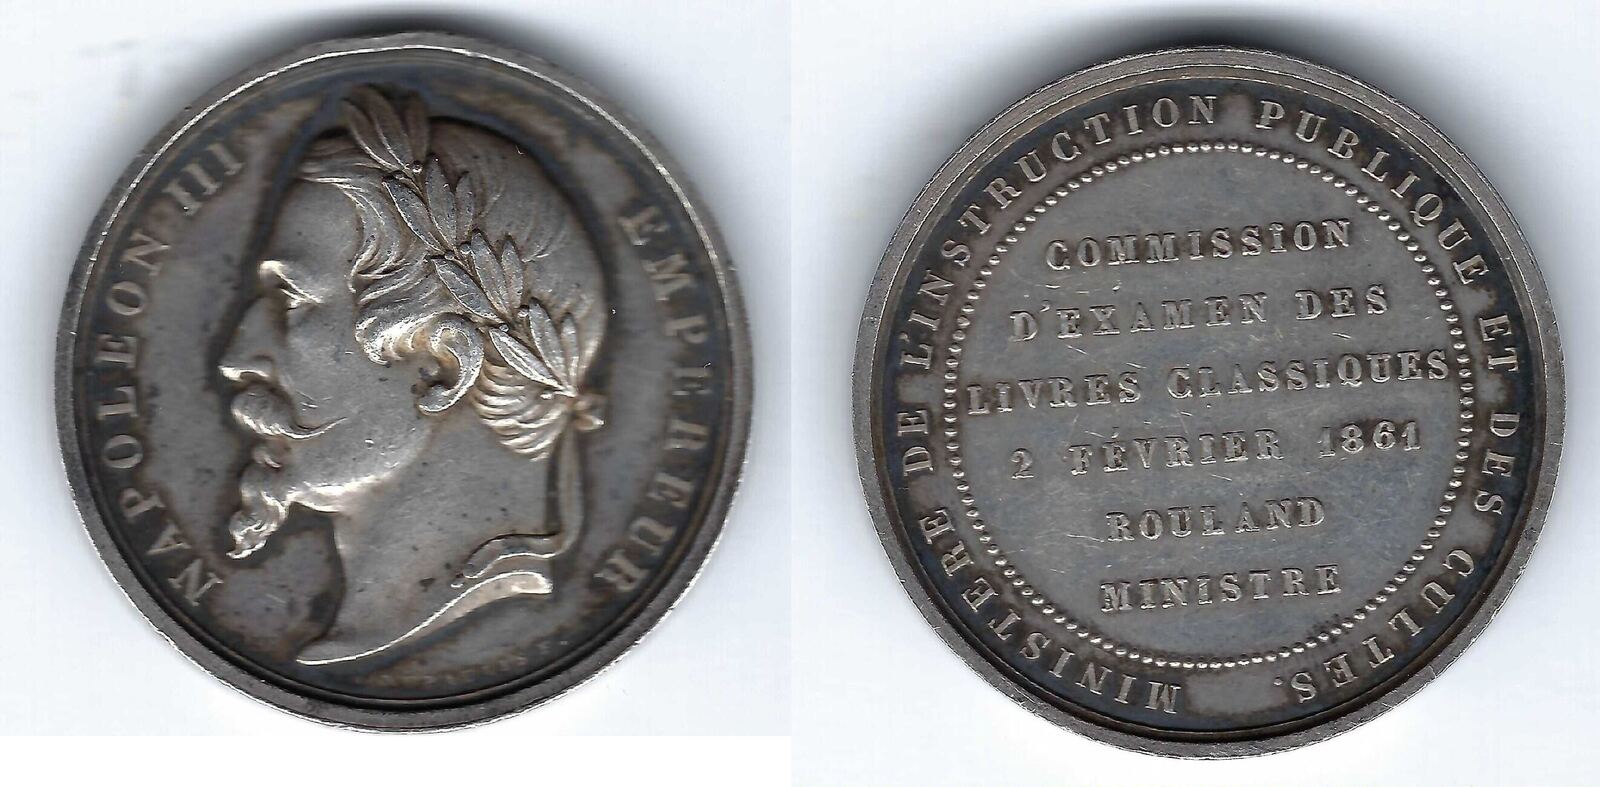 NAPOLEON III EMPEREUR
MINISTERE DE L'INSTRUCTION PUBLIQUE ET DES CULTES.
COMMISSION
D'EXAMEN DES
LIVRES CLASSIQUES
2 FÉVRIER 1861
ROULAND
MINISTRE